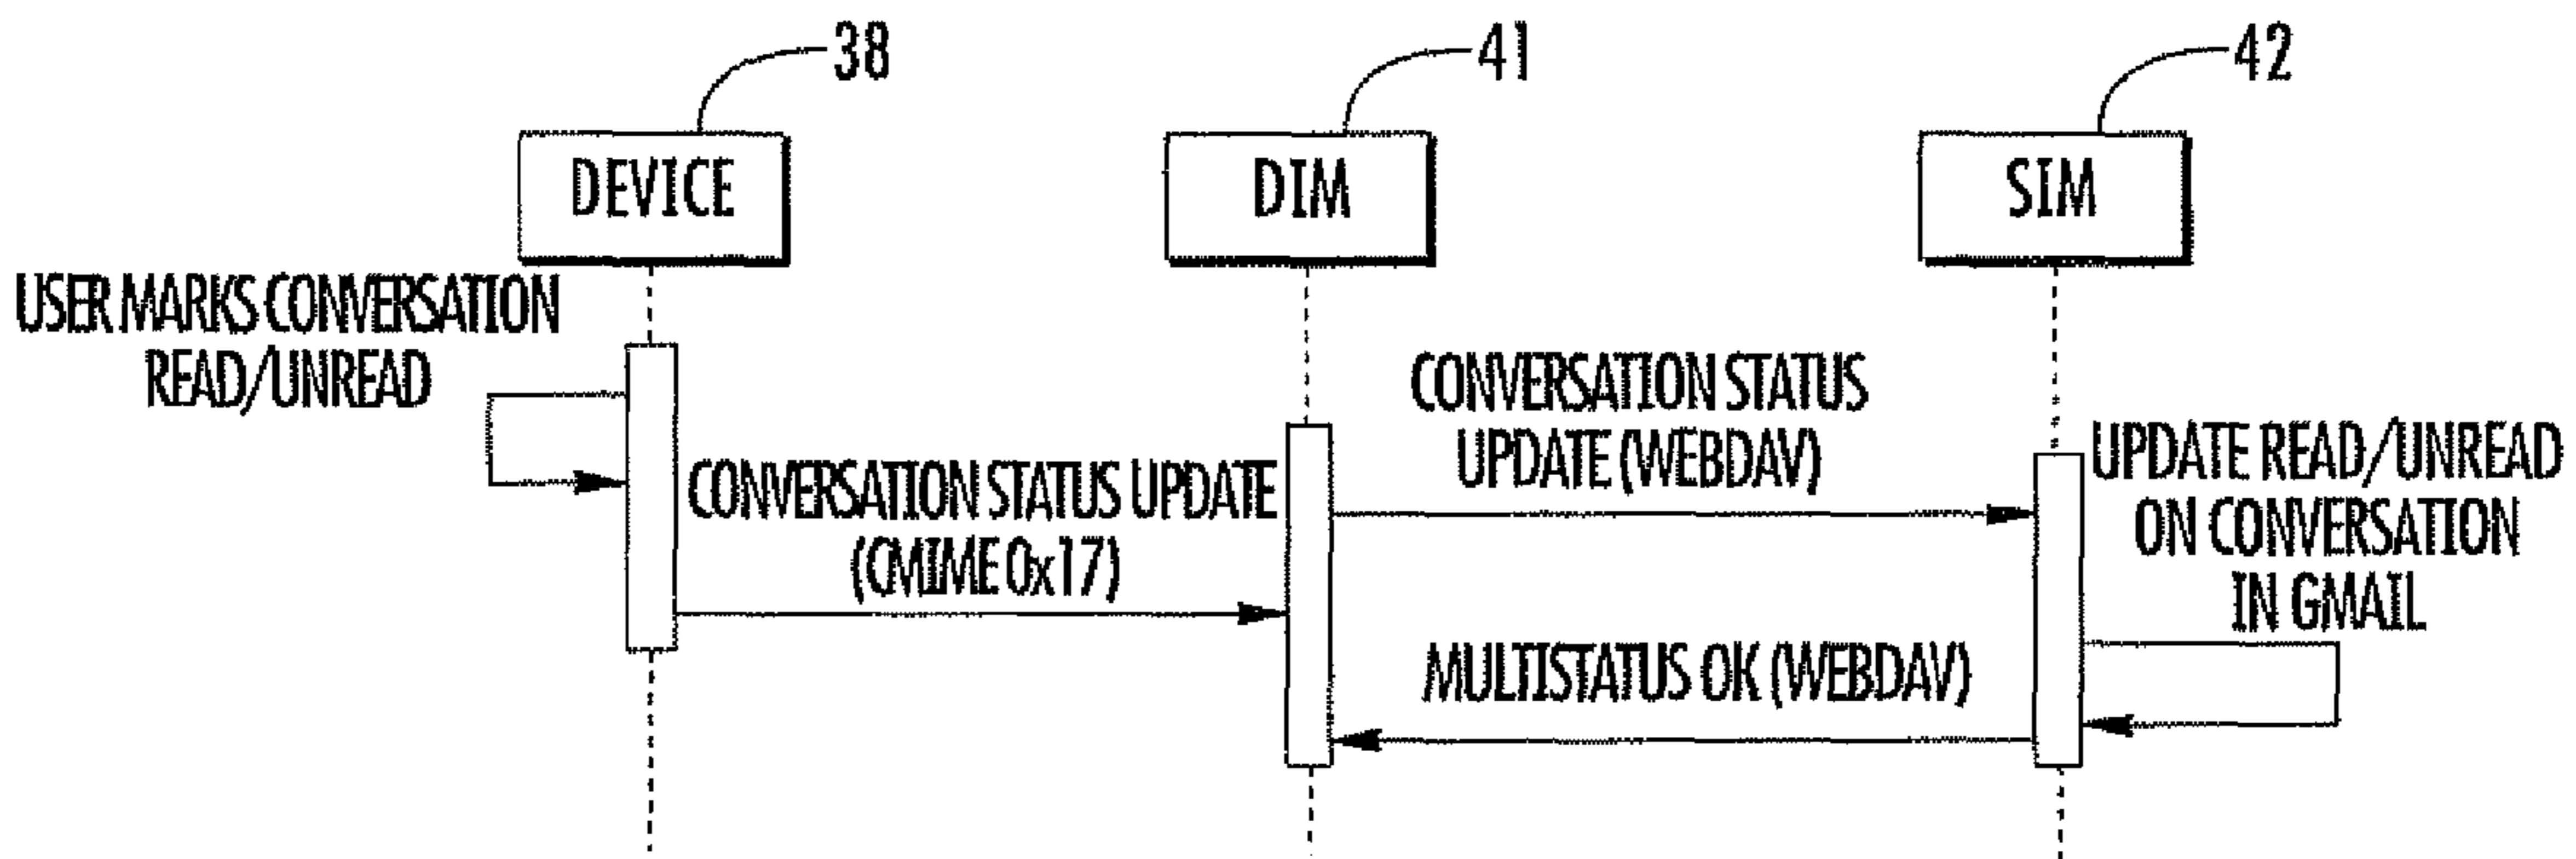 38
41
42
DEVICE
DIM
SIM
USER MARKS CONVERSATION
READ/UNREAD
CONVERSATION STATUS UPDATE
(CMIME 0x17)
CONVERSATION STATUS
UPDATE (WEBDAV)
UPDATE READ/UNREAD
ON CONVERSATION
IN GMAIL
MULTISTATUS OK (WEBDAV)